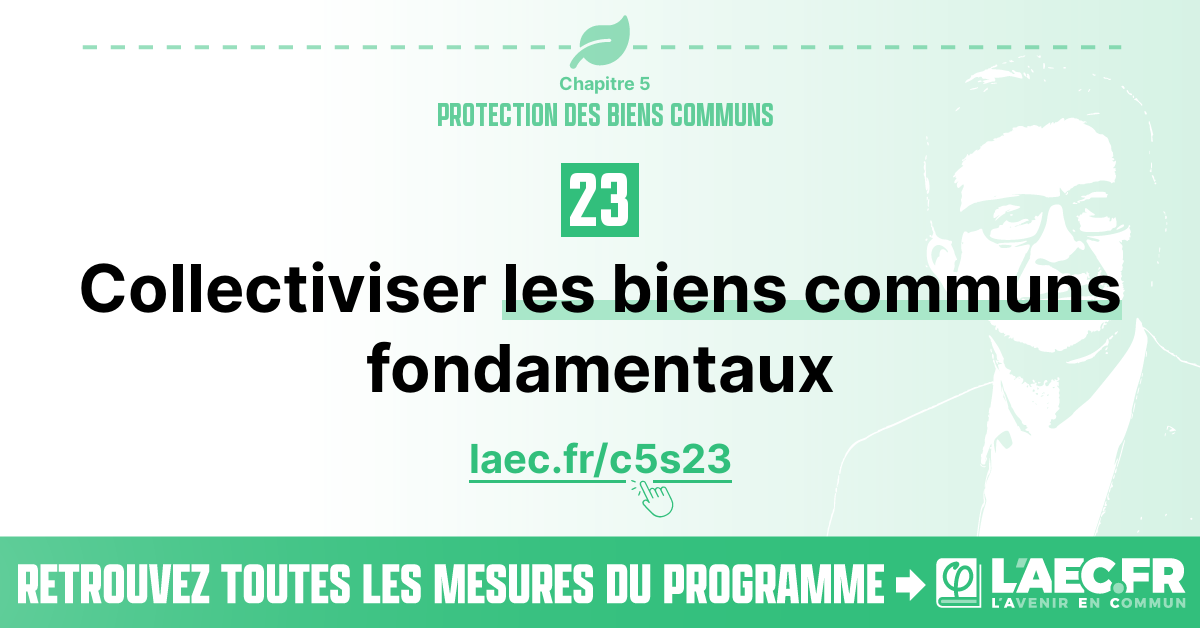 Chapitre 5
PROTECTION DES BIENS COMMUNS
23
Collectiviser les biens communs
fondamentaux
laec.fr/c5s23
RETROUVEZ TOUTES LES MESURES DU PROGRAMME
φ L'AEC.FR
L'AVENIR EN COMMUN